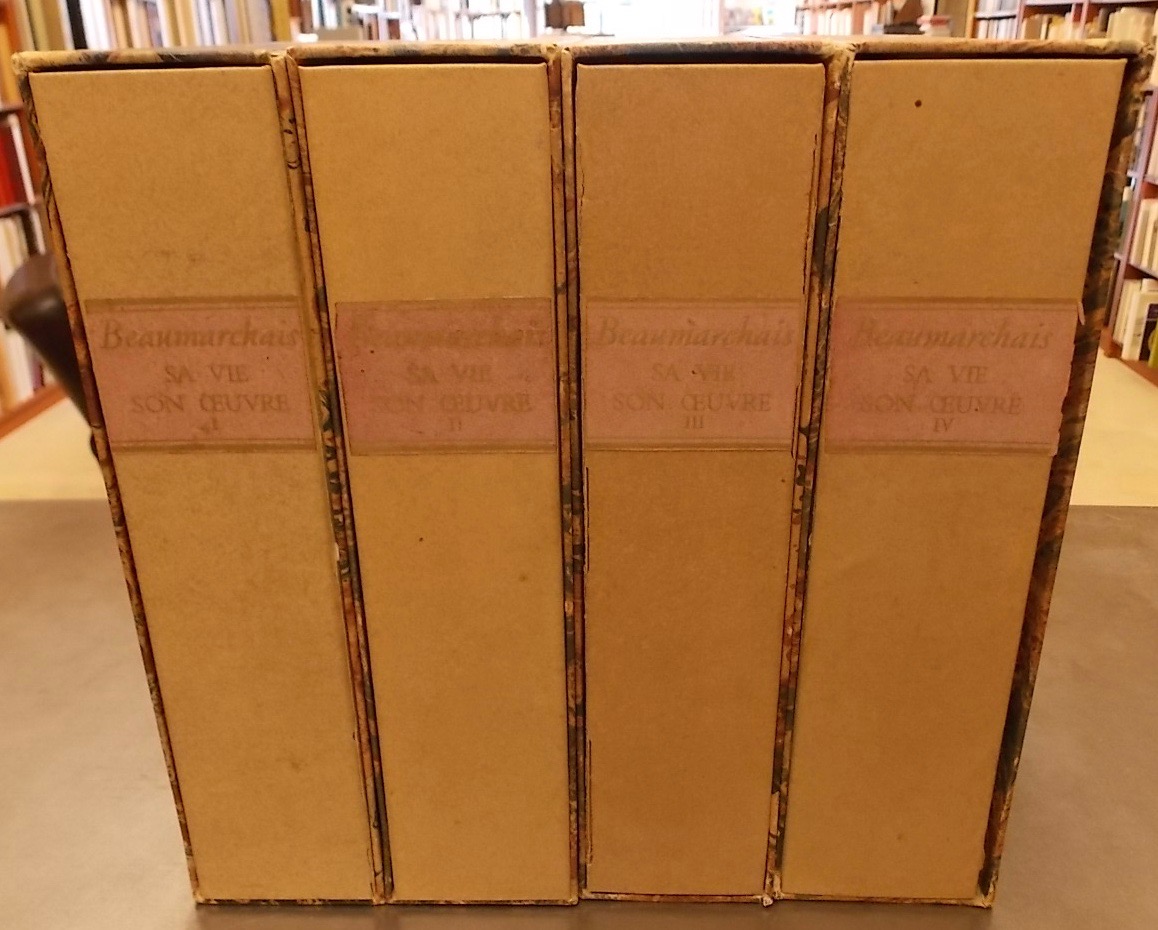 Beaumarchais
SA VIE
SON ŒUVRE
I
Beaumarchais
SA VIE
SON ŒUVRE
II
Beaumarchais
SA VIE
SON ŒUVRE
III
Beaumarchais
SA VIE
SON ŒUVRE
IV